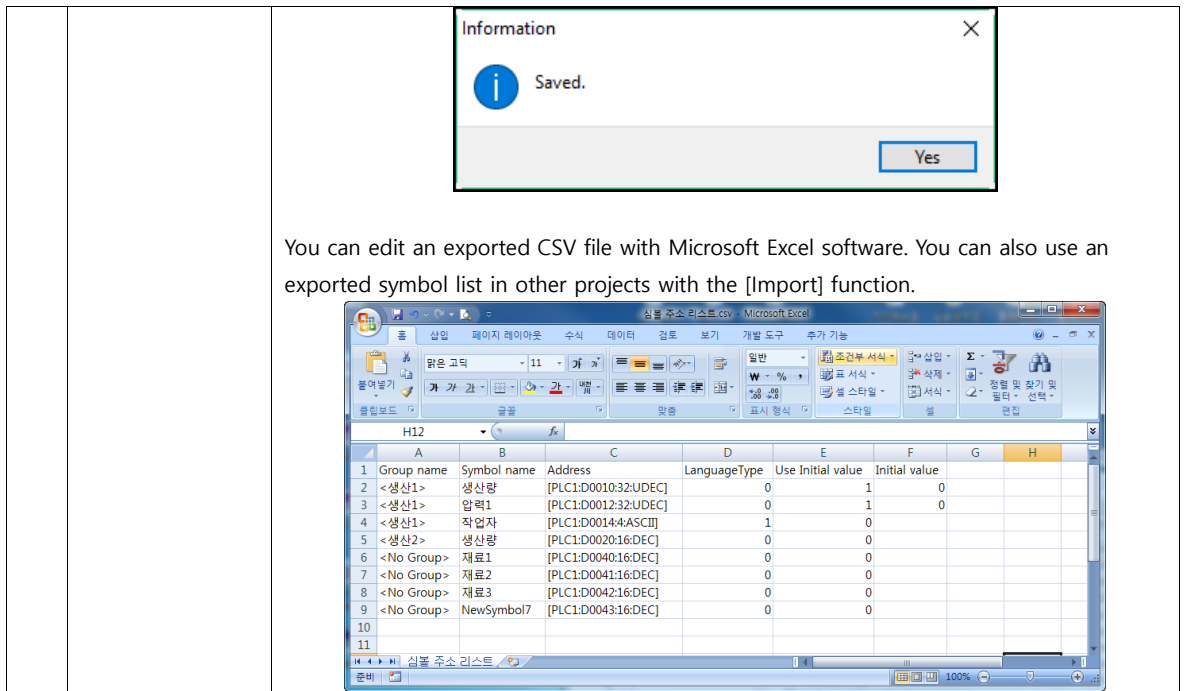 Information
Saved.
Yes
You can edit an exported CSV file with Microsoft Excel software. You can also use an
exported symbol list in other projects with the [Import] function.
심볼 주소 리스트.csv - Microsoft Excel
홈 삽입 페이지 레이아웃 수식 데이터 검토 보기 개발 도구 추가 기능
맑은 고딕 11 일반 조건부 서식 삽입 Σ
붙여넣기 가 가 가 가 내천 % , 표 서식 삭제 정렬 및 필터 찾기 및 선택
.00 .0 셀 스타일 서식
클립보드 글꼴 맞춤 표시 형식 스타일 셀 편집
H12 fx
A B C D E F G H
1 Group name Symbol name Address LanguageType Use Initial value Initial value
2 <생산1> 생산량 [PLC1:D0010:32:UDEC] 0 1 0
3 <생산1> 압력1 [PLC1:D0012:32:UDEC] 0 1 0
4 <생산1> 작업자 [PLC1:D0014:4:ASCII] 1 0
5 <생산2> 생산량 [PLC1:D0020:16:DEC] 0 0
6 <No Group> 재료1 [PLC1:D0040:16:DEC] 0 0
7 <No Group> 재료2 [PLC1:D0041:16:DEC] 0 0
8 <No Group> 재료3 [PLC1:D0042:16:DEC] 0 0
9 <No Group> NewSymbol7 [PLC1:D0043:16:DEC] 0 0
10
11
심볼 주소 리스트
준비 100%